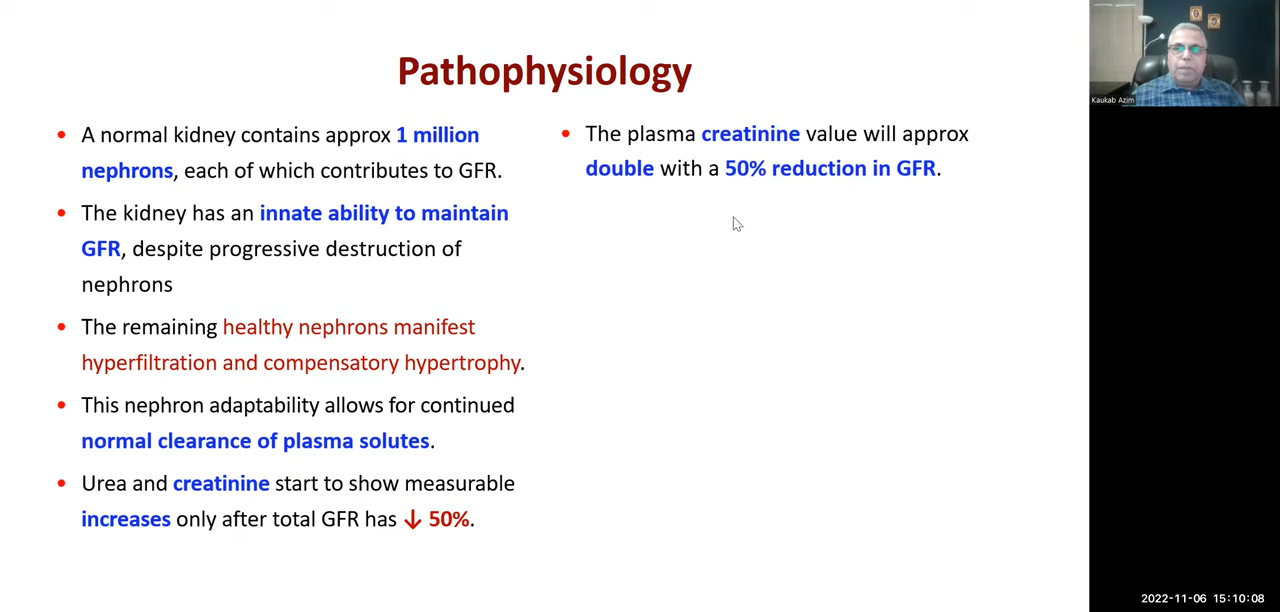 Pathophysiology
• A normal kidney contains approx 1 million
nephrons, each of which contributes to GFR.
• The kidney has an innate ability to maintain
GFR, despite progressive destruction of
nephrons
• The remaining healthy nephrons manifest
hyperfiltration and compensatory hypertrophy.
• This nephron adaptability allows for continued
normal clearance of plasma solutes.
• Urea and creatinine start to show measurable
increases only after total GFR has ↓ 50%.
• The plasma creatinine value will approx
double with a 50% reduction in GFR.
Kaukab Azim
2022-11-06 15:10:08